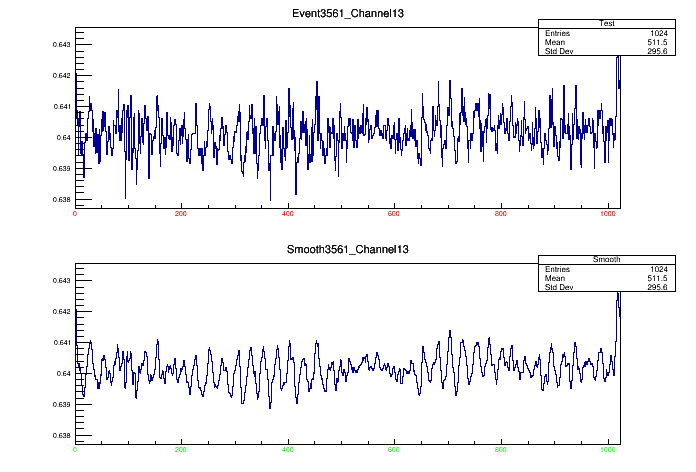 Event3561_Channel13
Test
Entries 1024
Mean 511.5
Std Dev 295.6
0.643
0.642
0.641
0.64
0.639
0.638
0 200 400 600 800 1000
Smooth3561_Channel13
Smooth
Entries 1024
Mean 511.5
Std Dev 295.6
0.643
0.642
0.641
0.64
0.639
0.638
0 200 400 600 800 1000